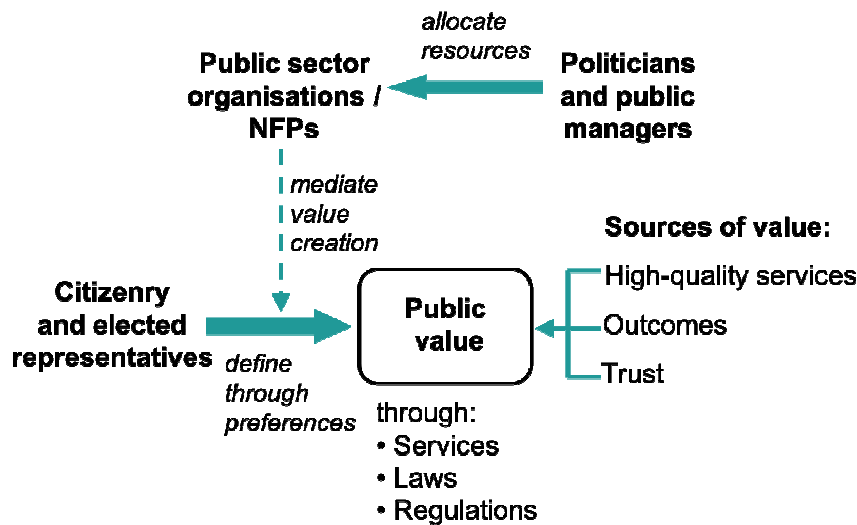 allocate
resources
Public sector
organisations /
NFPs
Politicians
and public
managers
mediate
value
creation
Sources of value:
High-quality services
Outcomes
Trust
Citizenry
and elected
representatives
define
through
preferences
Public
value
through:
• Services
• Laws
• Regulations